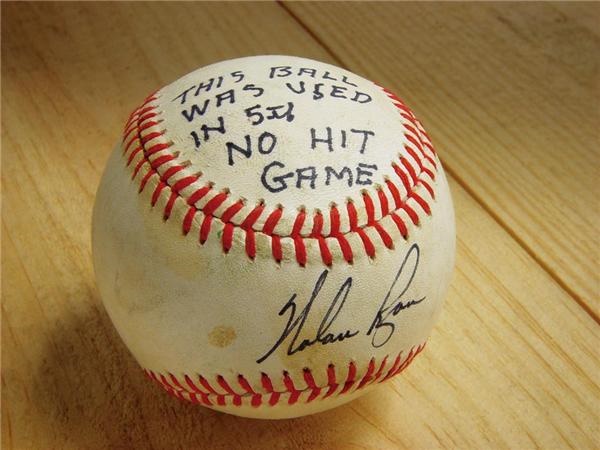 THIS BALL
WAS USED
IN 5th
NO HIT
GAME
Nolan Ryan